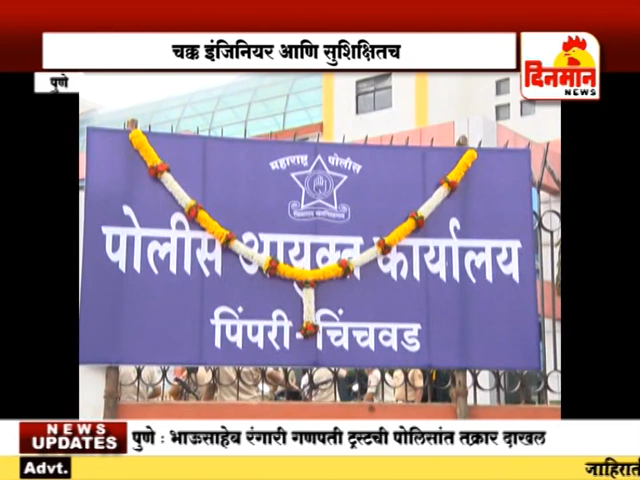 चक्क इंजिनियर आणि सुशिक्षितच
दिनमान
NEWS
पुणे
महाराष्ट्र पोलीस
पोलीस आयुक्त कार्यालय
पिंपरी - चिंचवड
NEWS
UPDATES
पुणे : भाऊसाहेब रंगारी गणपती ट्रस्टची पोलिसांत तक्रार दाखल
Advt.
जाहिराती